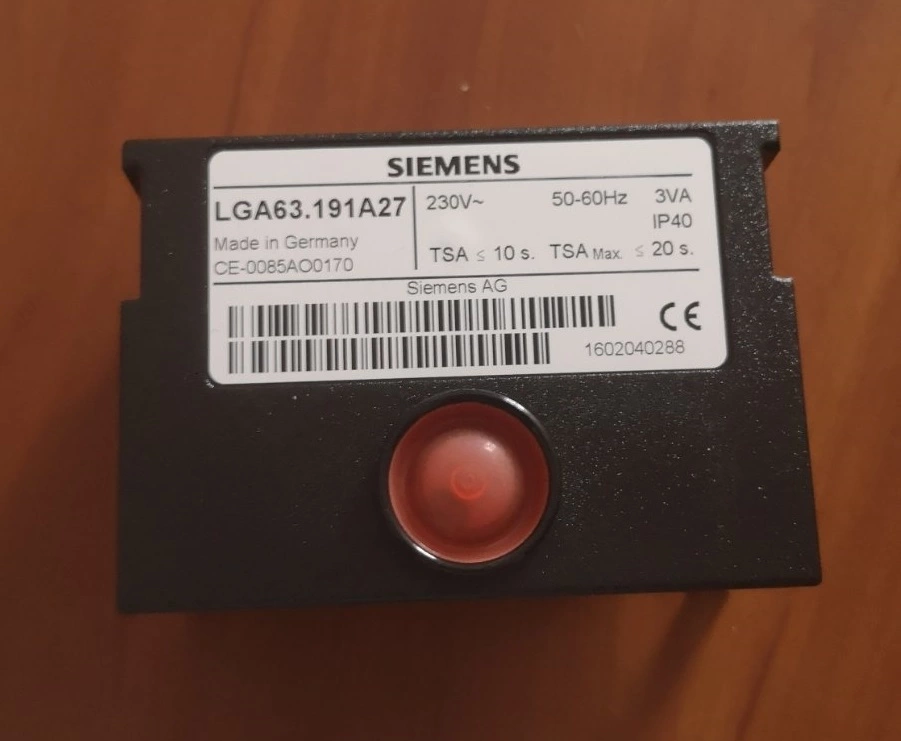 SIEMENS
LGA63.191A27
230V~ 50-60Hz 3VA
IP40
Made in Germany
CE-0085AO0170
TSA ≤ 10 s. TSA Max. ≤ 20 s.
Siemens AG
CE
1602040288